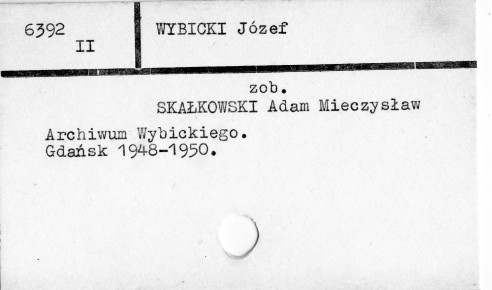 6392
II
WYBICKI Józef
zob.
SKAŁKOWSKI Adam Mieczysław
Archiwum Wybickiego.
Gdańsk 1948-1950.